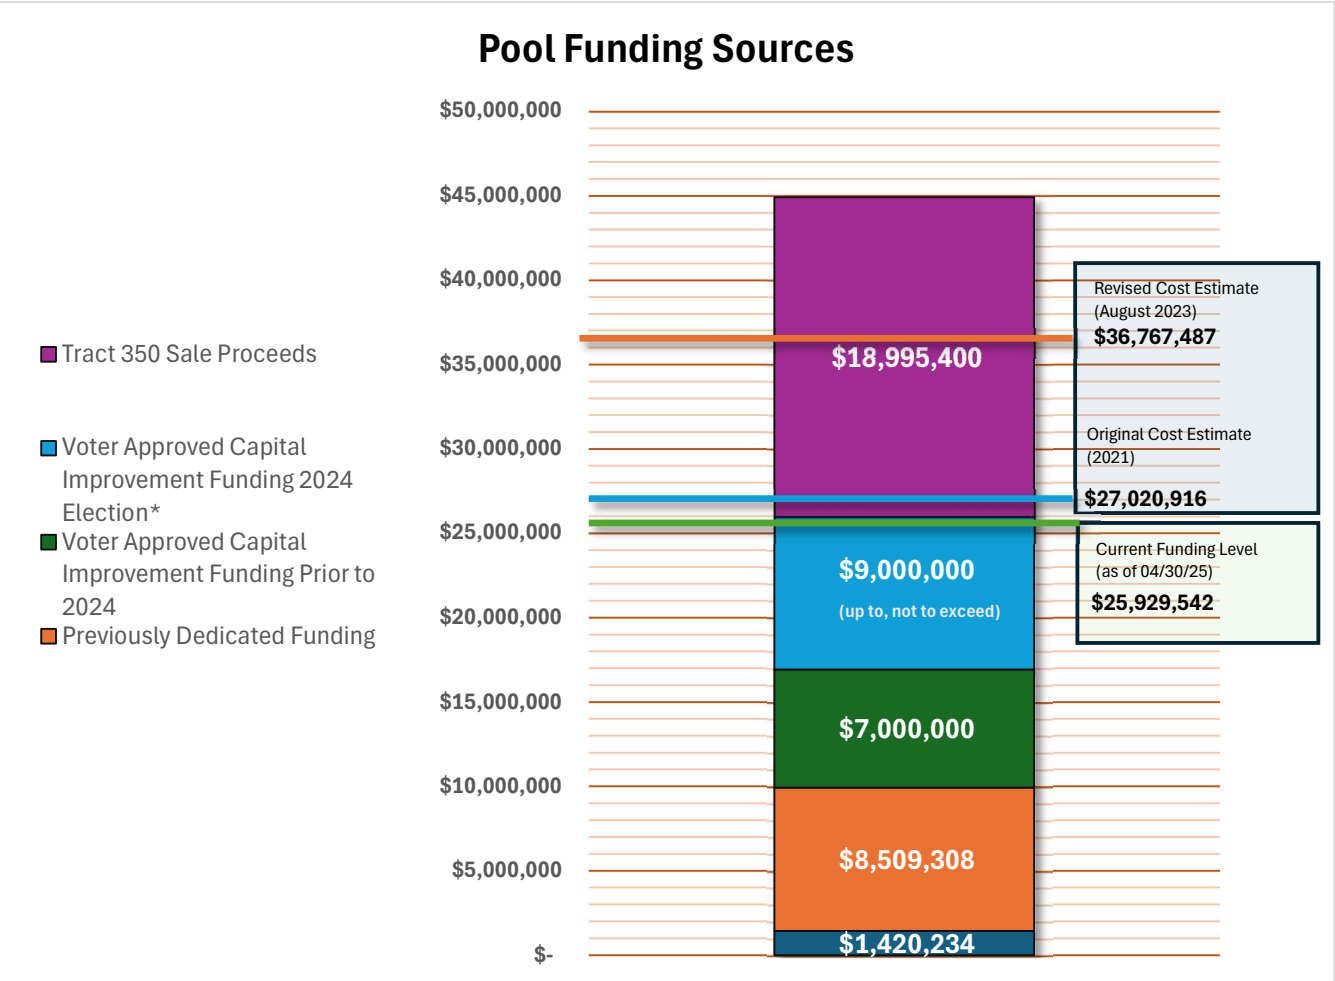 Pool Funding Sources
$50,000,000
$45,000,000
$40,000,000
$35,000,000
$30,000,000
$25,000,000
$20,000,000
$15,000,000
$10,000,000
$5,000,000
$-
Tract 350 Sale Proceeds
Voter Approved Capital
Improvement Funding 2024
Election*
Voter Approved Capital
Improvement Funding Prior to
2024
Previously Dedicated Funding
$18,995,400
$9,000,000
(up to, not to exceed)
$7,000,000
$8,509,308
$1,420,234
Revised Cost Estimate
(August 2023)
$36,767,487
Original Cost Estimate
(2021)
$27,020,916
Current Funding Level
(as of 04/30/25)
$25,929,542